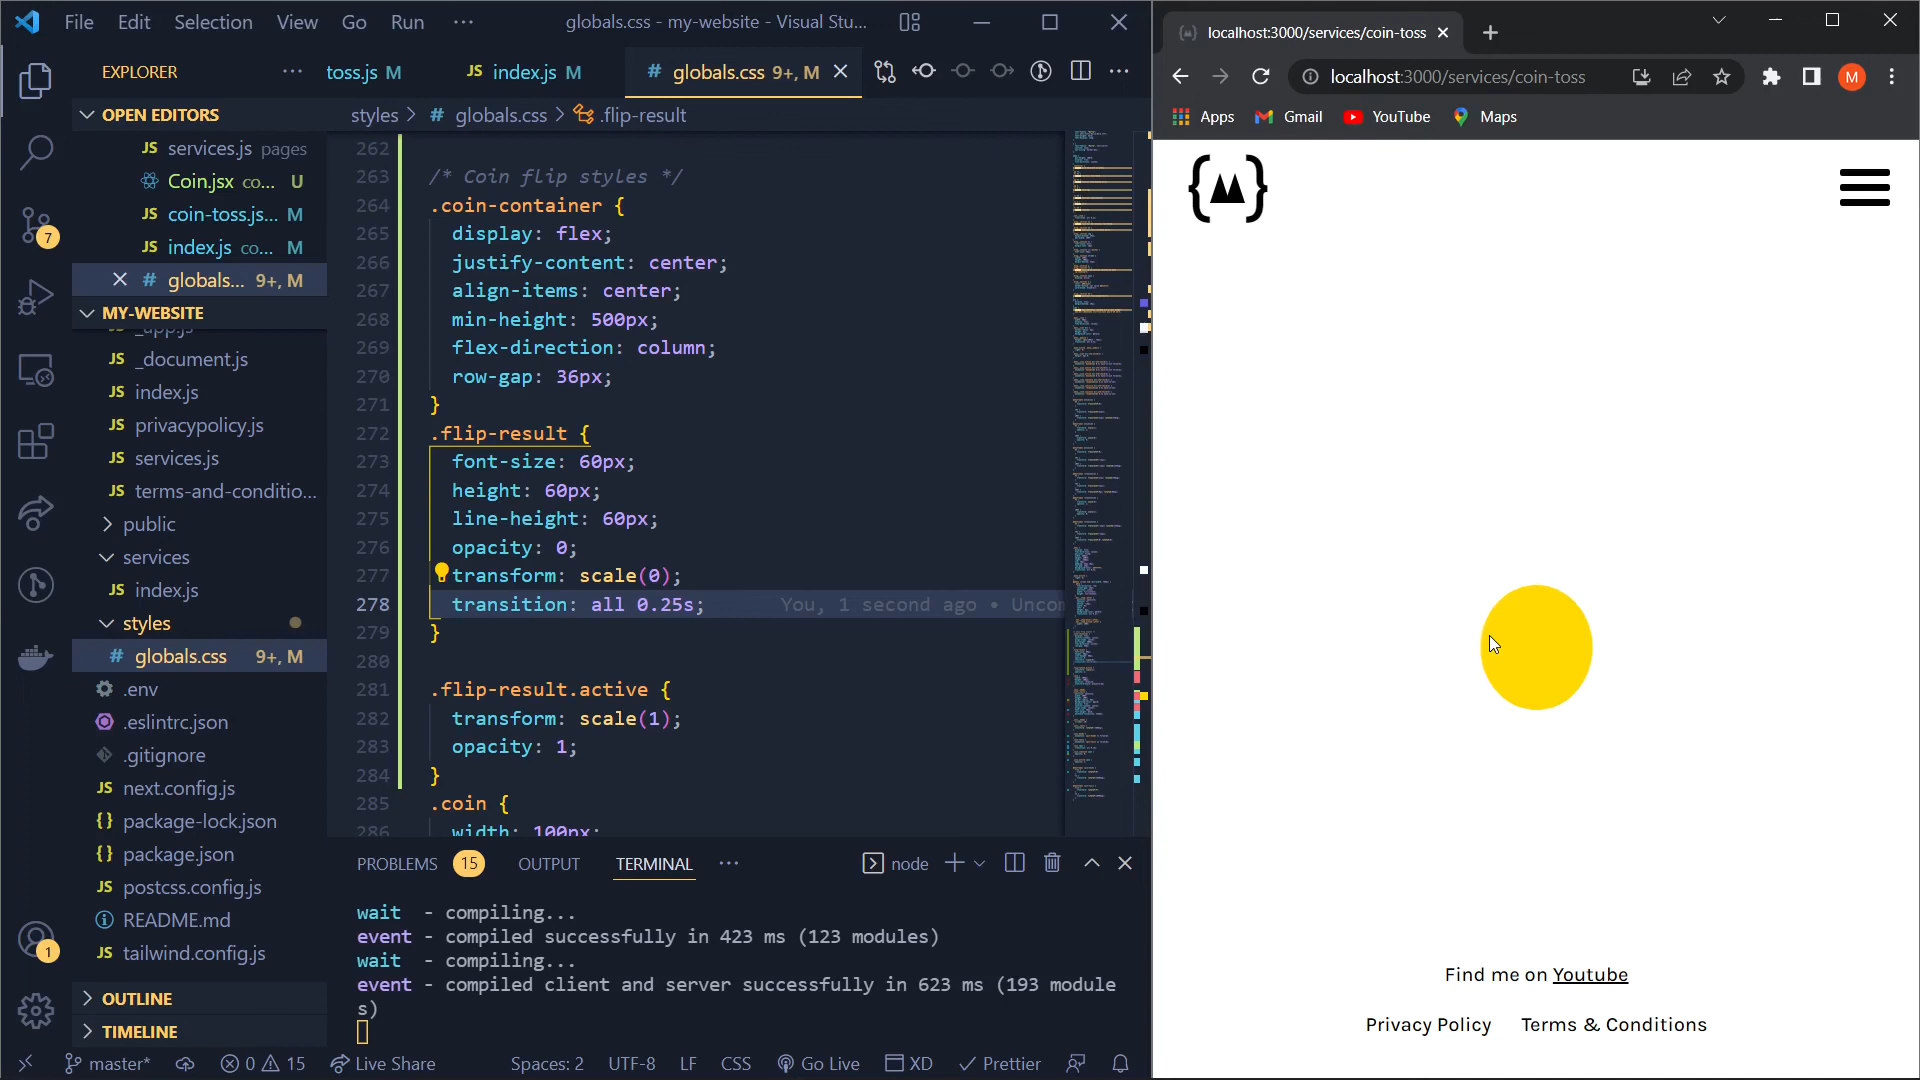 File Edit Selection View Go Run ··· globals.css - my-website - Visual Stu...
EXPLORER ···
toss.js M JS index.js M # globals.css 9+, M
OPEN EDITORS
JS services.js pages
Coin.jsx co... U
JS coin-toss.js... M
JS index.js co... M
# globals... 9+, M
MY-WEBSITE
_app.js
JS _document.js
JS index.js
JS privacypolicy.js
JS services.js
JS terms-and-conditio...
public
services
JS index.js
styles
# globals.css 9+, M
.env
.eslintrc.json
.gitignore
JS next.config.js
{} package-lock.json
{} package.json
JS postcss.config.js
README.md
JS tailwind.config.js
OUTLINE
TIMELINE
7
1
styles > # globals.css > .flip-result
262
263 /* Coin flip styles */
264 .coin-container {
265 display: flex;
266 justify-content: center;
267 align-items: center;
268 min-height: 500px;
269 flex-direction: column;
270 row-gap: 36px;
271 }
272 .flip-result {
273 font-size: 60px;
274 height: 60px;
275 line-height: 60px;
276 opacity: 0;
277 transform: scale(0);
278 transition: all 0.25s; You, 1 second ago • Uncom
279 }
280
281 .flip-result.active {
282 transform: scale(1);
283 opacity: 1;
284 }
285 .coin {
286 width: 100px;
PROBLEMS 15 OUTPUT TERMINAL ··· node
wait - compiling...
event - compiled successfully in 423 ms (123 modules)
wait - compiling...
event - compiled client and server successfully in 623 ms (193 module
s)
master* 0 15 Live Share Spaces: 2 UTF-8 LF CSS Go Live XD Prettier
localhost:3000/services/coin-toss
localhost:3000/services/coin-toss M
Apps Gmail YouTube Maps
Find me on Youtube
Privacy Policy Terms & Conditions